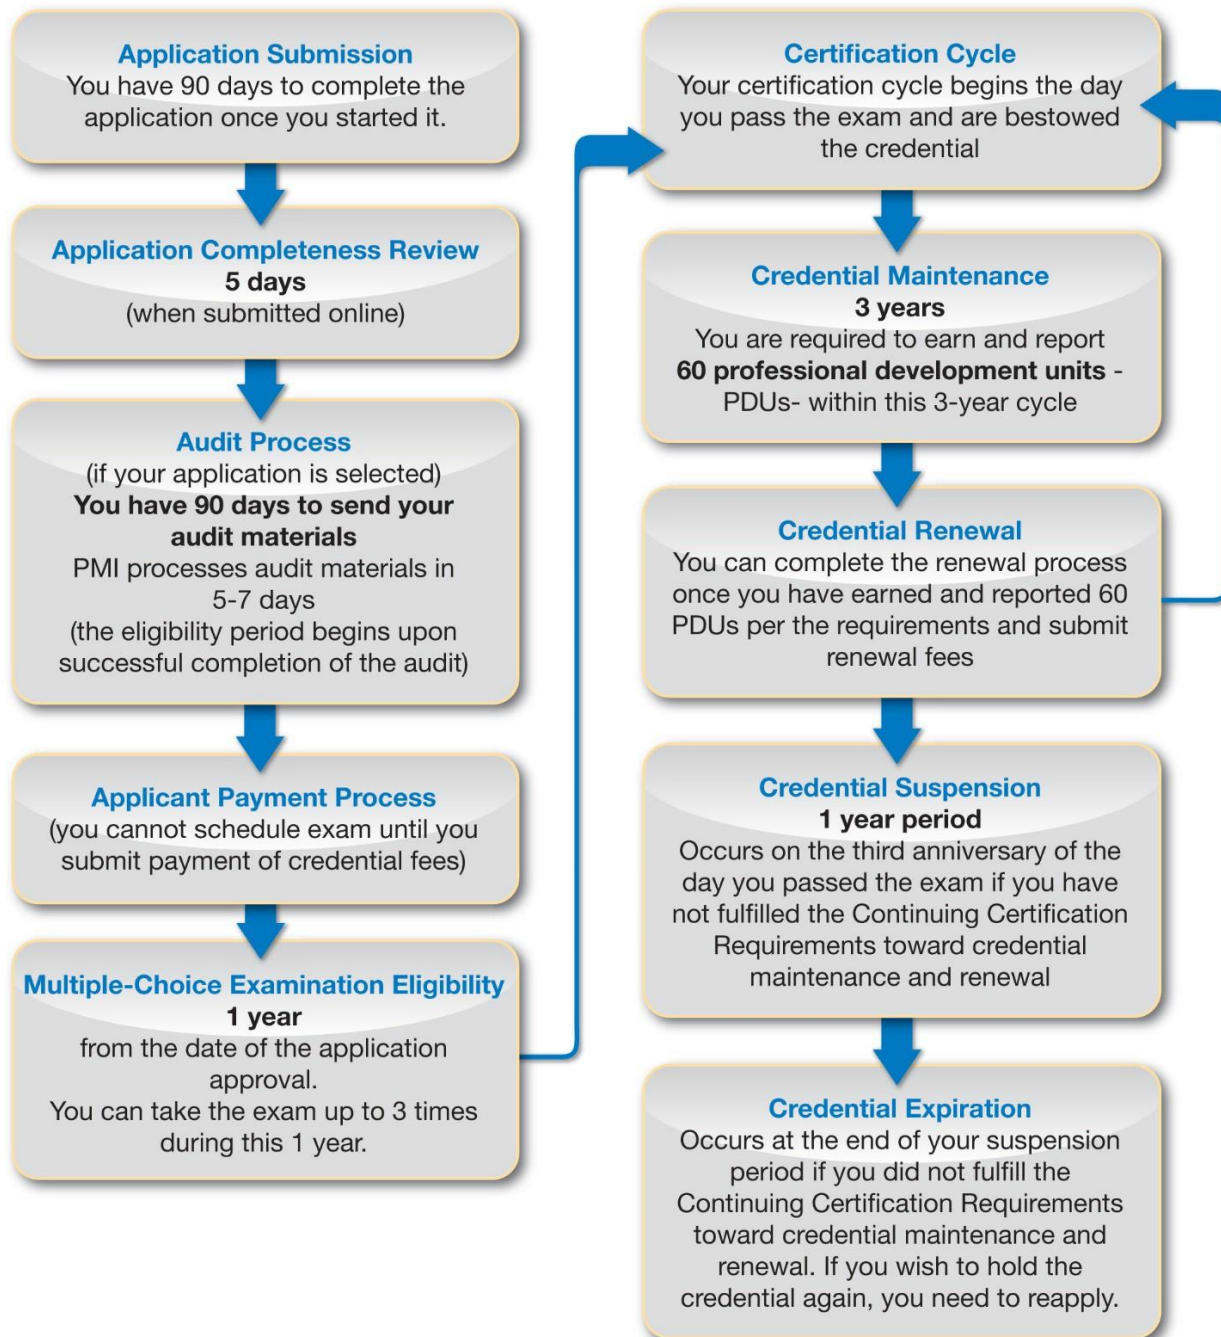 Application Submission
You have 90 days to complete the
application once you started it.
Application Completeness Review
5 days
(when submitted online)
Audit Process
(if your application is selected)
You have 90 days to send your
audit materials
PMI processes audit materials in
5-7 days
(the eligibility period begins upon
successful completion of the audit)
Applicant Payment Process
(you cannot schedule exam until you
submit payment of credential fees)
Multiple-Choice Examination Eligibility
1 year
from the date of the application
approval.
You can take the exam up to 3 times
during this 1 year.
Certification Cycle
Your certification cycle begins the day
you pass the exam and are bestowed
the credential
Credential Maintenance
3 years
You are required to earn and report
60 professional development units -
PDUs- within this 3-year cycle
Credential Renewal
You can complete the renewal process
once you have earned and reported 60
PDUs per the requirements and submit
renewal fees
Credential Suspension
1 year period
Occurs on the third anniversary of the
day you passed the exam if you have
not fulfilled the Continuing Certification
Requirements toward credential
maintenance and renewal
Credential Expiration
Occurs at the end of your suspension
period if you did not fulfill the
Continuing Certification Requirements
toward credential maintenance and
renewal. If you wish to hold the
credential again, you need to reapply.